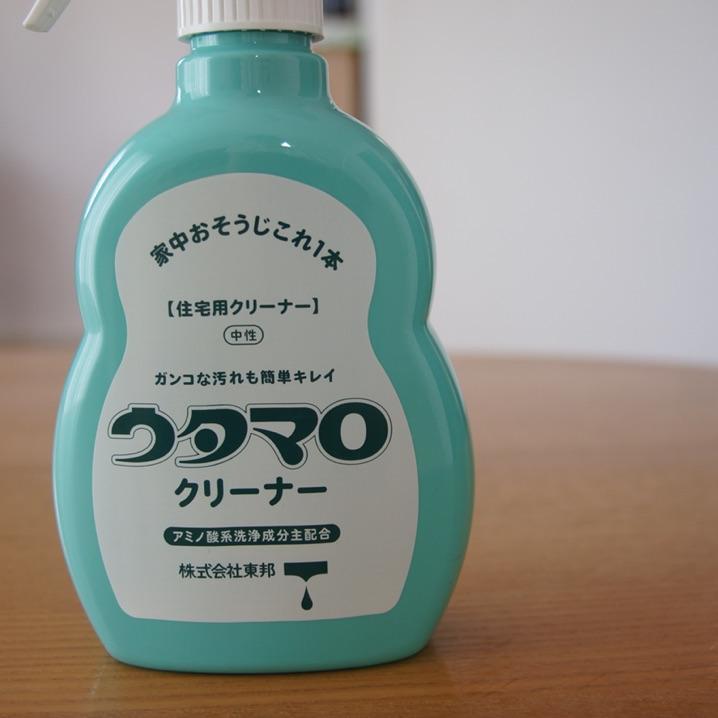 家中おそうじこれ1本
【住宅用クリーナー】
中性
ガンコな汚れも簡単キレイ
ウタマロ
クリーナー
アミノ酸系洗浄成分主配合
株式会社東邦